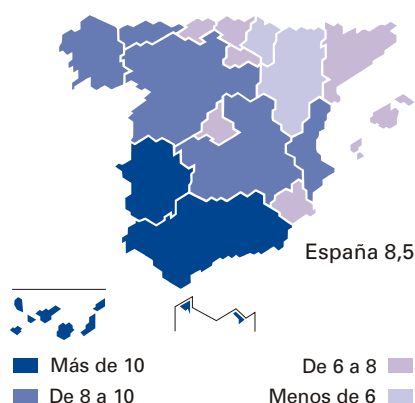 España 8,5
Más de 10
De 8 a 10
De 6 a 8
Menos de 6